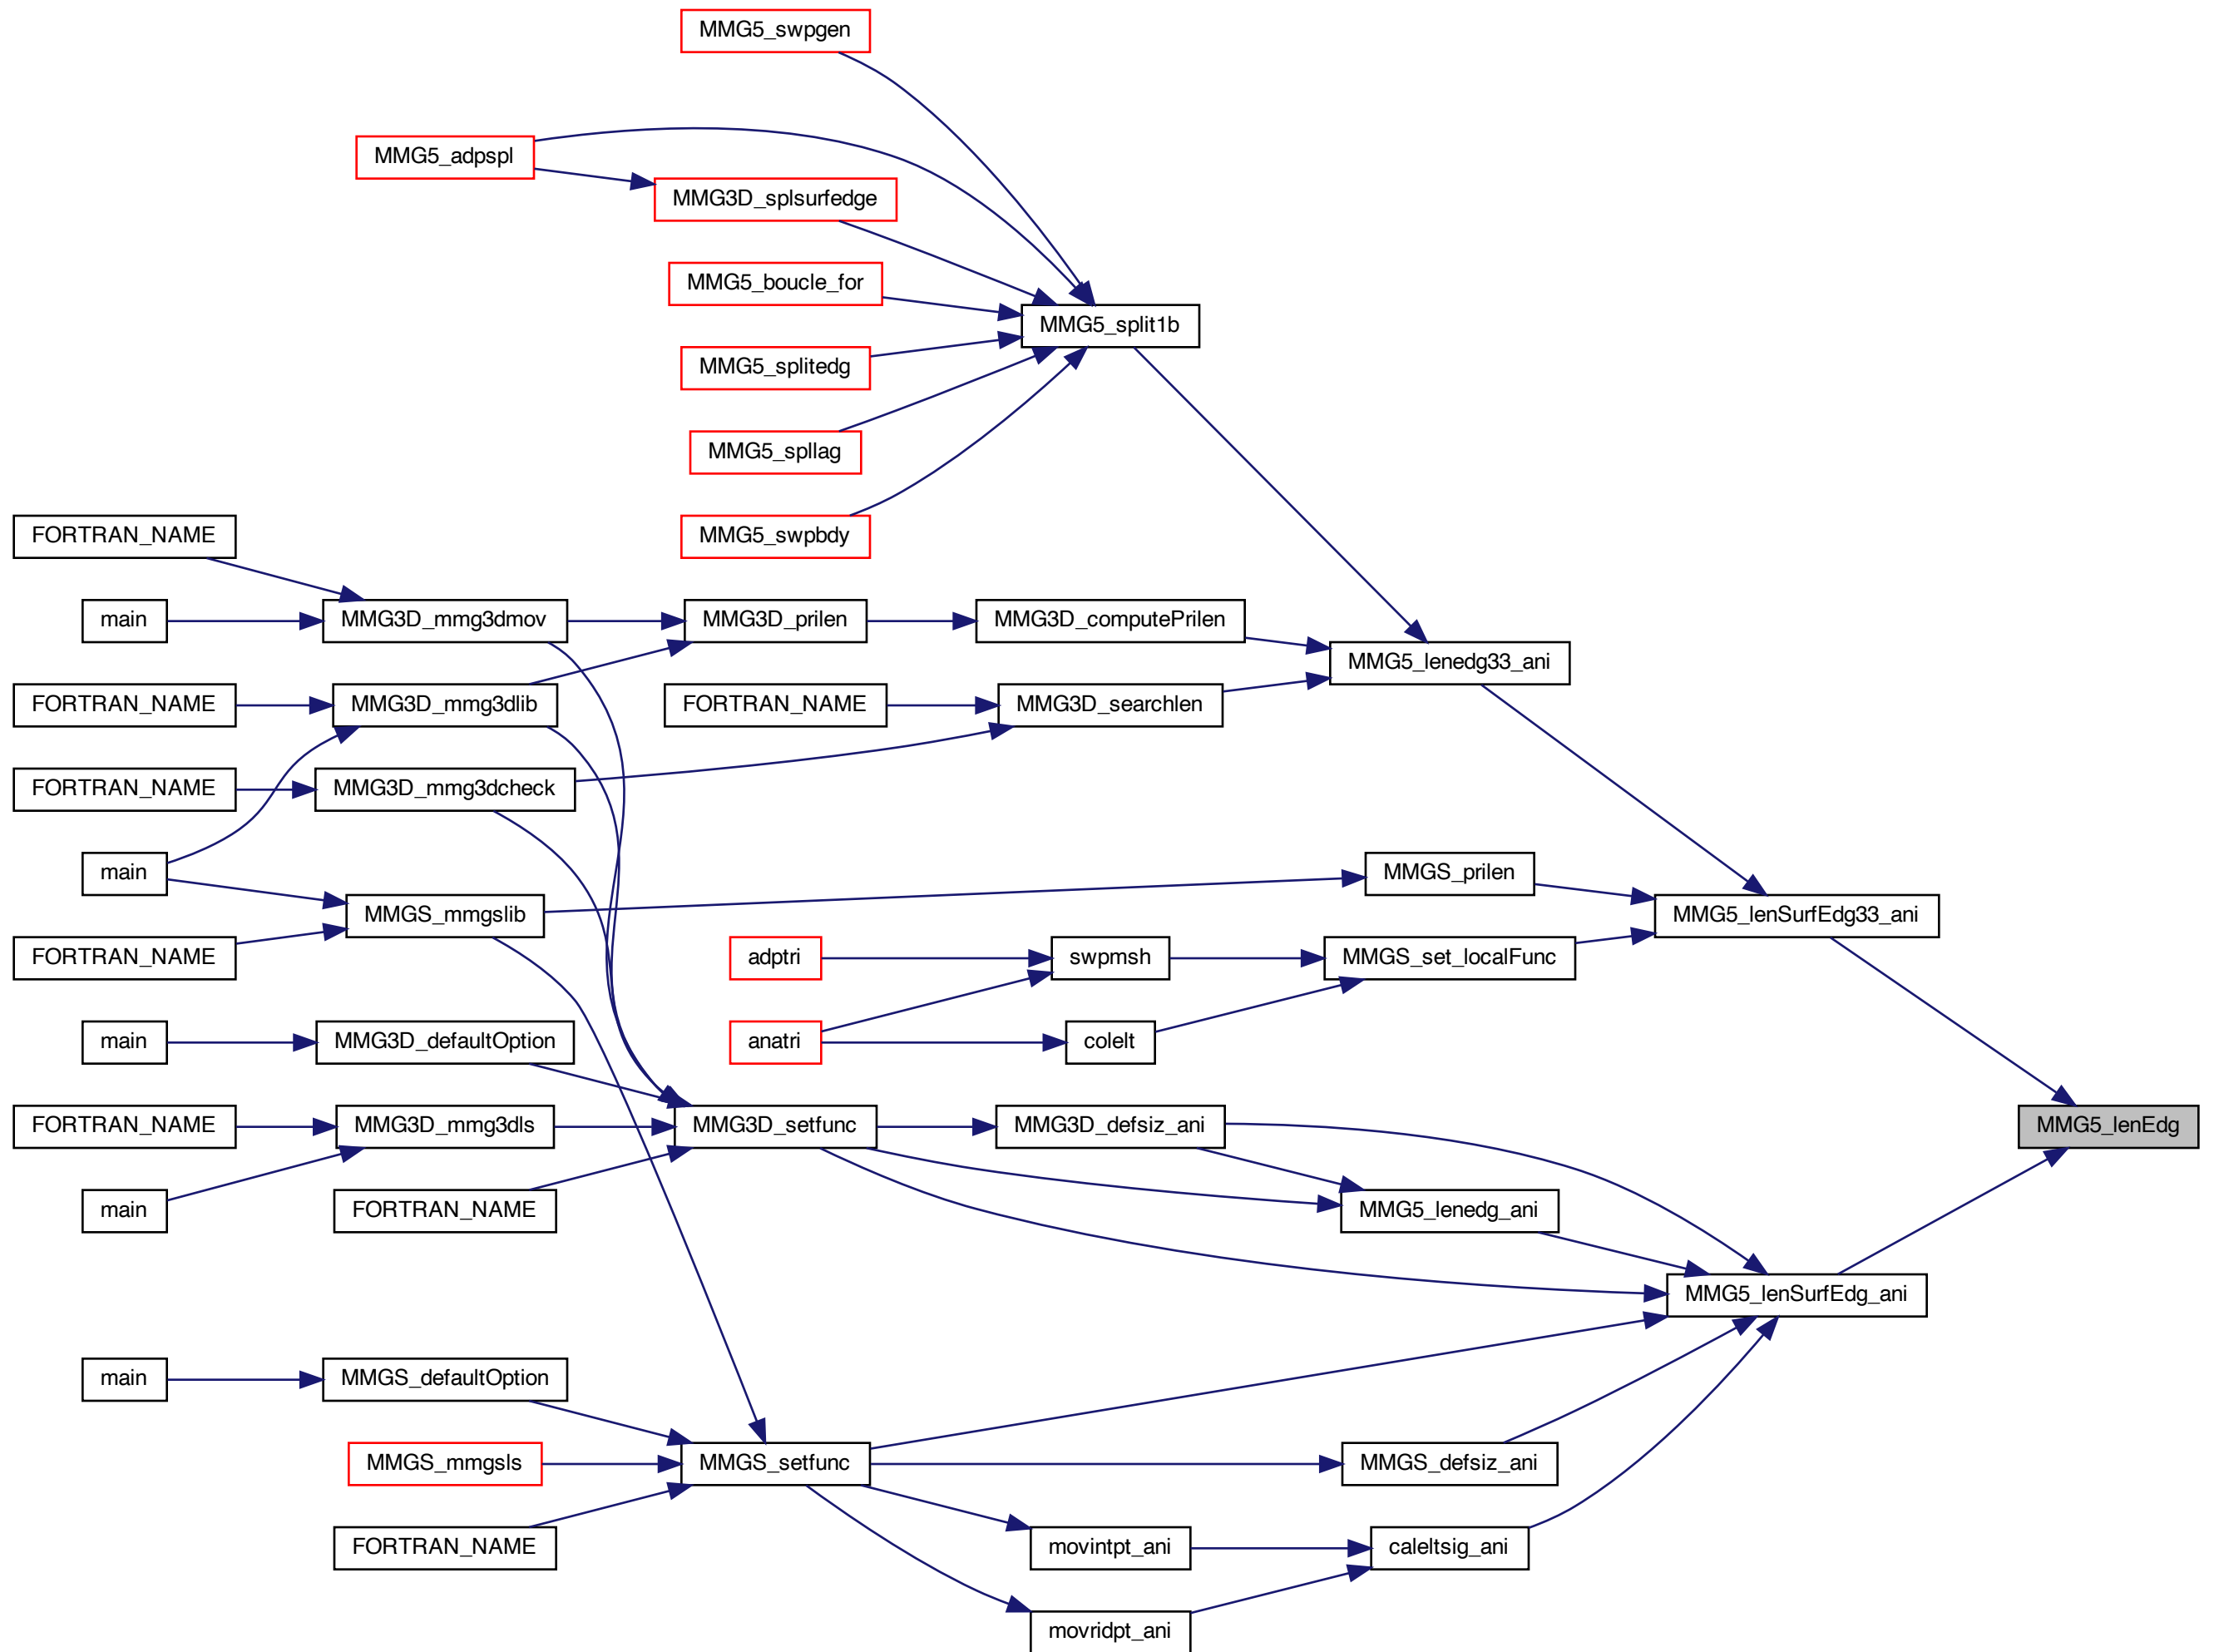 MMG5_swpgen
MMG5_adpspl
MMG3D_splsurfedge
MMG5_boucle_for
MMG5_split1b
MMG5_splitedg
MMG5_spllag
MMG5_swpbdy
FORTRAN_NAME
main
MMG3D_mmg3dmov
MMG3D_prilen
MMG3D_computePrilen
MMG5_lenedg33_ani
FORTRAN_NAME
MMG3D_mmg3dlib
FORTRAN_NAME
MMG3D_searchlen
FORTRAN_NAME
MMG3D_mmg3dcheck
main
MMGS_prilen
MMGS_mmgslib
MMG5_lenSurfEdg33_ani
FORTRAN_NAME
adptri
swpmsh
MMGS_set_localFunc
main
MMG3D_defaultOption
anatri
colelt
FORTRAN_NAME
MMG3D_mmg3dls
MMG3D_setfunc
MMG3D_defsiz_ani
MMG5_lenEdg
main
FORTRAN_NAME
MMG5_lenedg_ani
MMG5_lenSurfEdg_ani
main
MMGS_defaultOption
MMGS_mmgsls
MMGS_setfunc
MMGS_defsiz_ani
FORTRAN_NAME
movintpt_ani
caleltsig_ani
movridpt_ani